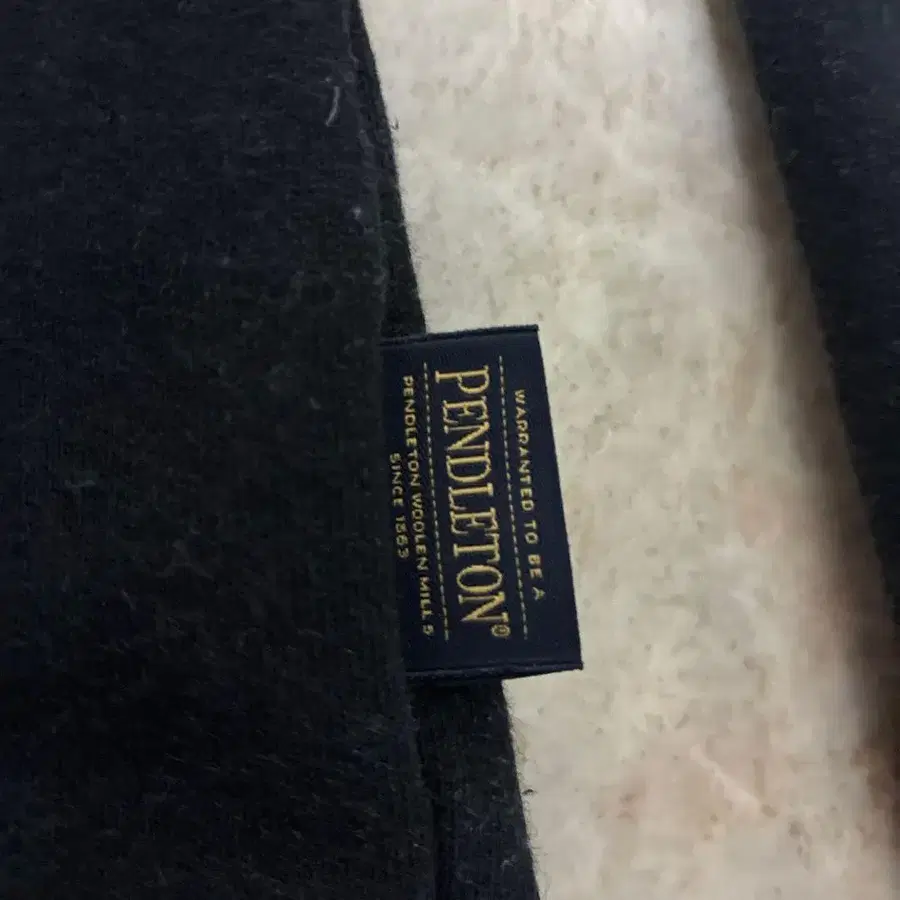 WARRANTED TO BE A
PENDLETON®
PENDLETON WOOLEN MILLS
SINCE 1863